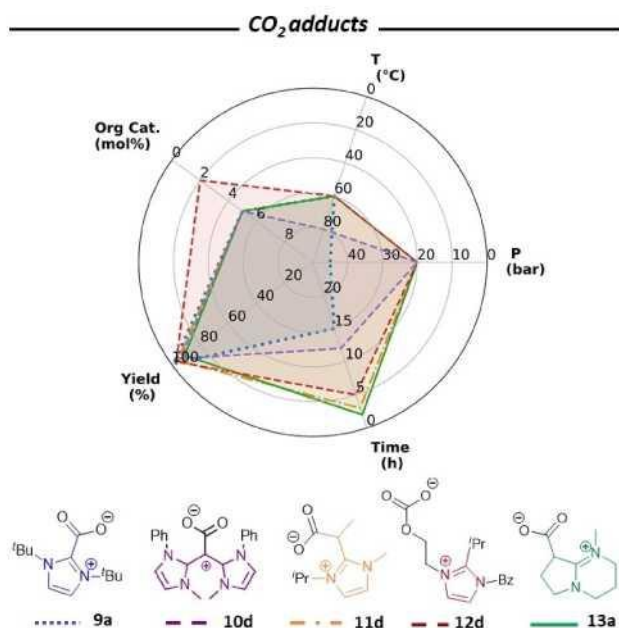 CO₂ adducts
T
(°C)
0
20
40
60
80
Org Cat.
(mol%)
0
2
4
6
8
P
(bar)
0
10
20
30
40
20
40
60
80
100
Yield
(%)
20
15
10
5
0
Time
(h)
O O ⊖
ᵗBu N N ⊕ ᵗBu
Ph O O ⊖ Ph
N N ⊕ N N
O O ⊖
ⁱPr N N ⊕
O O ⊖
O ⁱPr
N ⊕ N Bz
O O ⊖
N ⊕ N
9a 10d 11d 12d 13a